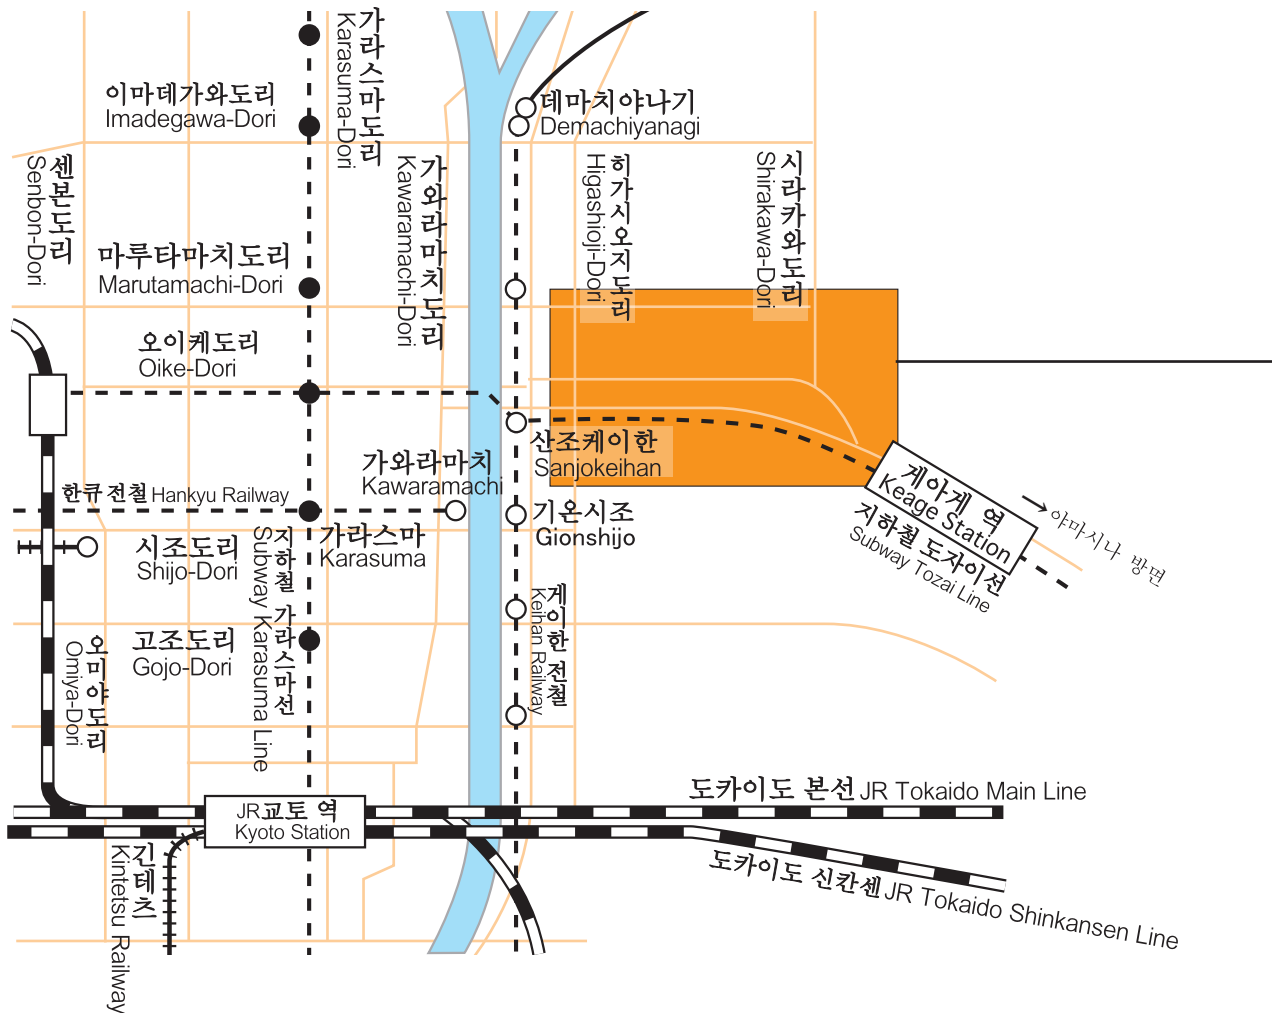 가라스마도리
Karasuma-Dori
이마데가와도리
Imadegawa-Dori
데마치야나기
Demachiyanagi
센본도리
Senbon-Dori
가와라마치도리
Kawaramachi-Dori
히가시오지도리
Higashioji-Dori
시라카와도리
Shirakawa-Dori
마루타마치도리
Marutamachi-Dori
오이케도리
Oike-Dori
산조케이한
Sanjokeihan
가와라마치
Kawaramachi
한큐 전철 Hankyu Railway
게아게 역
Keage Station
야마시나 방면
지하철 도자이선
Subway Tozai Line
기온시조
Gionshijo
가라스마
Karasuma
시조도리
Shijo-Dori
지하철 가라스마선
Subway Karasuma Line
게이한 전철
Keihan Railway
고조도리
Gojo-Dori
오미야도리
Omiya-Dori
도카이도 본선 JR Tokaido Main Line
JR교토 역
Kyoto Station
도카이도 신칸센 JR Tokaido Shinkansen Line
긴테츠
Kintetsu Railway